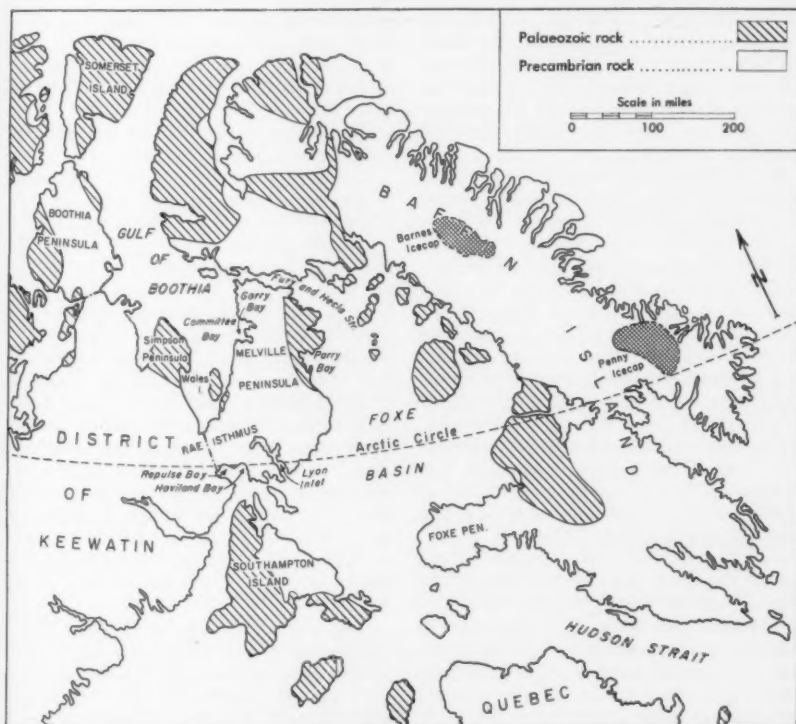 Palaeozoic rock
Precambrian rock
Scale in miles
0 100 200
SOMERSET
ISLAND
BOOTHIA
PENINSULA
GULF
OF
BOOTHIA
BAFFIN
ISLAND
Barnes
Icecap
Penny
Icecap
N
Fury and Hecla Str.
Garry
Bay
Committee
Bay
Simpson
Peninsula
Wales
I.
MELVILLE
PENINSULA
Parry
Bay
FOXE
BASIN
Arctic Circle
DISTRICT
OF
KEEWATIN
RAE ISTHMUS
Repulse Bay
Haviland Bay
Lyon
Inlet
SOUTHAMPTON
ISLAND
FOXE PEN.
HUDSON STRAIT
QUEBEC